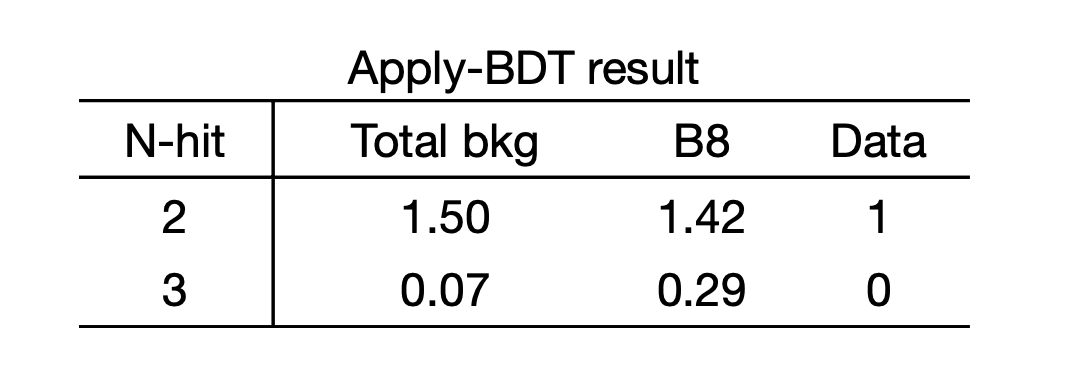 Apply-BDT result
N-hit Total bkg B8 Data
2 1.50 1.42 1
3 0.07 0.29 0